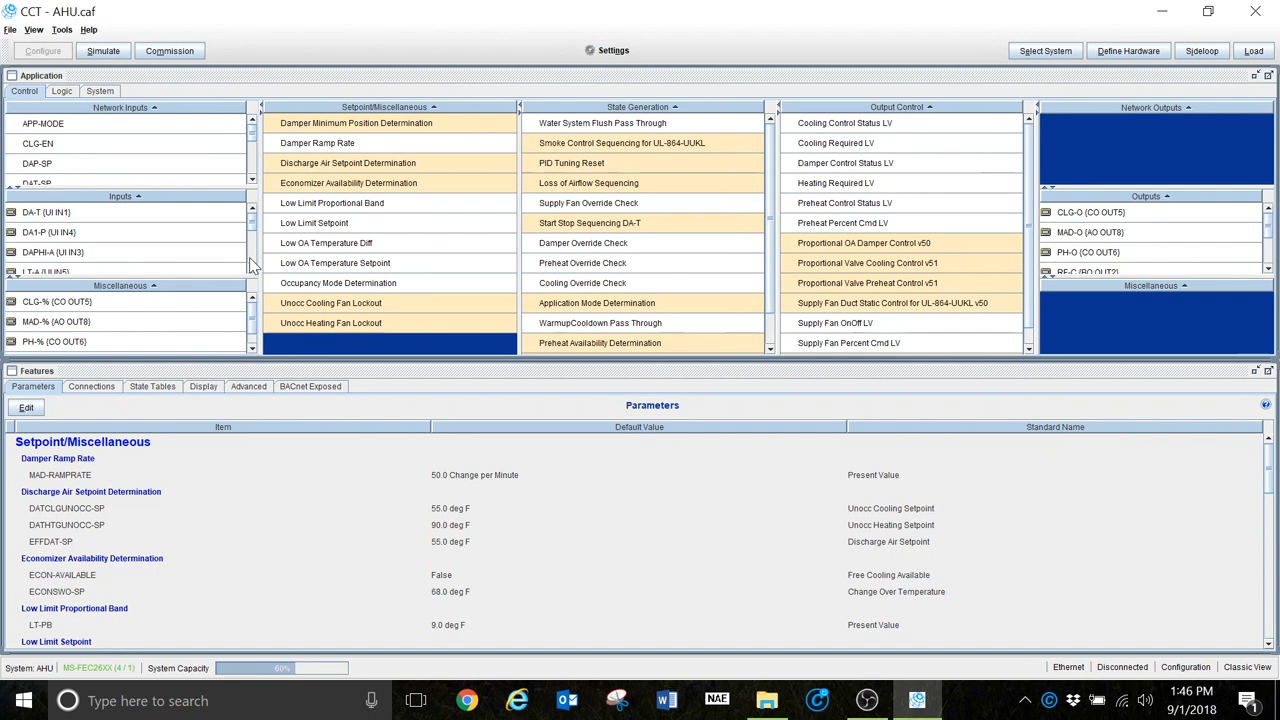 CCT - AHU.caf
File View Tools Help
Configure Simulate Commission Settings Select System Define Hardware Sideloop Load
Application
Control Logic System
Network Inputs
APP-MODE
CLG-EN
DAP-SP
DAT-SP
Inputs
DA-T {UI IN1}
DA1-P {UI IN4}
DAPHI-A {UI IN3}
LT-A {UI IN5}
Miscellaneous
CLG-% {CO OUT5}
MAD-% {AO OUT8}
PH-% {CO OUT6}
Setpoint/Miscellaneous
Damper Minimum Position Determination
Damper Ramp Rate
Discharge Air Setpoint Determination
Economizer Availability Determination
Low Limit Proportional Band
Low Limit Setpoint
Low OA Temperature Diff
Low OA Temperature Setpoint
Occupancy Mode Determination
Unocc Cooling Fan Lockout
Unocc Heating Fan Lockout
State Generation
Water System Flush Pass Through
Smoke Control Sequencing for UL-864-UUKL
PID Tuning Reset
Loss of Airflow Sequencing
Supply Fan Override Check
Start Stop Sequencing DA-T
Damper Override Check
Preheat Override Check
Cooling Override Check
Application Mode Determination
WarmupCooldown Pass Through
Preheat Availability Determination
Output Control
Cooling Control Status LV
Cooling Required LV
Damper Control Status LV
Heating Required LV
Preheat Control Status LV
Preheat Percent Cmd LV
Proportional OA Damper Control v50
Proportional Valve Cooling Control v51
Proportional Valve Preheat Control v51
Supply Fan Duct Static Control for UL-864-UUKL v50
Supply Fan OnOff LV
Supply Fan Percent Cmd LV
Network Outputs
Outputs
CLG-O {CO OUT5}
MAD-O {AO OUT8}
PH-O {CO OUT6}
RF-C {BO OUT2}
Miscellaneous
Features
Parameters Connections State Tables Display Advanced BACnet Exposed
Edit Parameters
Item Default Value Standard Name
Setpoint/Miscellaneous
Damper Ramp Rate
MAD-RAMPRATE 50.0 Change per Minute Present Value
Discharge Air Setpoint Determination
DATCLGUNOCC-SP 55.0 deg F Unocc Cooling Setpoint
DATHTGUNOCC-SP 90.0 deg F Unocc Heating Setpoint
EFFDAT-SP 55.0 deg F Discharge Air Setpoint
Economizer Availability Determination
ECON-AVAILABLE False Free Cooling Available
ECONSWO-SP 68.0 deg F Change Over Temperature
Low Limit Proportional Band
LT-PB 9.0 deg F Present Value
Low Limit Setpoint
System: AHU MS-FEC26XX (4 / 1) System Capacity 60% Ethernet Disconnected Configuration Classic View
Type here to search NAE 1:46 PM
9/1/2018 1